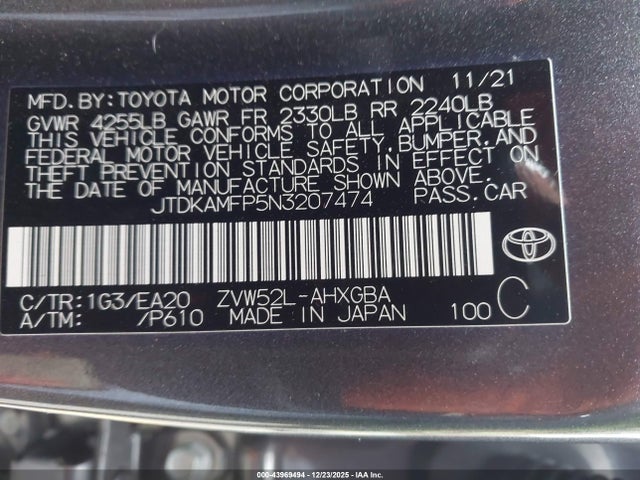 MFD.BY:TOYOTA MOTOR CORPORATION 11/21
GVWR 4255LB GAWR FR 2330LB RR 2240LB
THIS VEHICLE CONFORMS TO ALL APPLICABLE
FEDERAL MOTOR VEHICLE SAFETY,BUMPER,AND
THEFT PREVENTION STANDARDS IN EFFECT ON
THE DATE OF MANUFACTURE SHOWN ABOVE.
JTDKAMFP5N3207474 PASS.CAR
C/TR:1G3/EA20 ZVW52L-AHXGBA
A/TM: /P610 MADE IN JAPAN 100 C
000-43969494 - 12/23/2025 - IAA Inc.